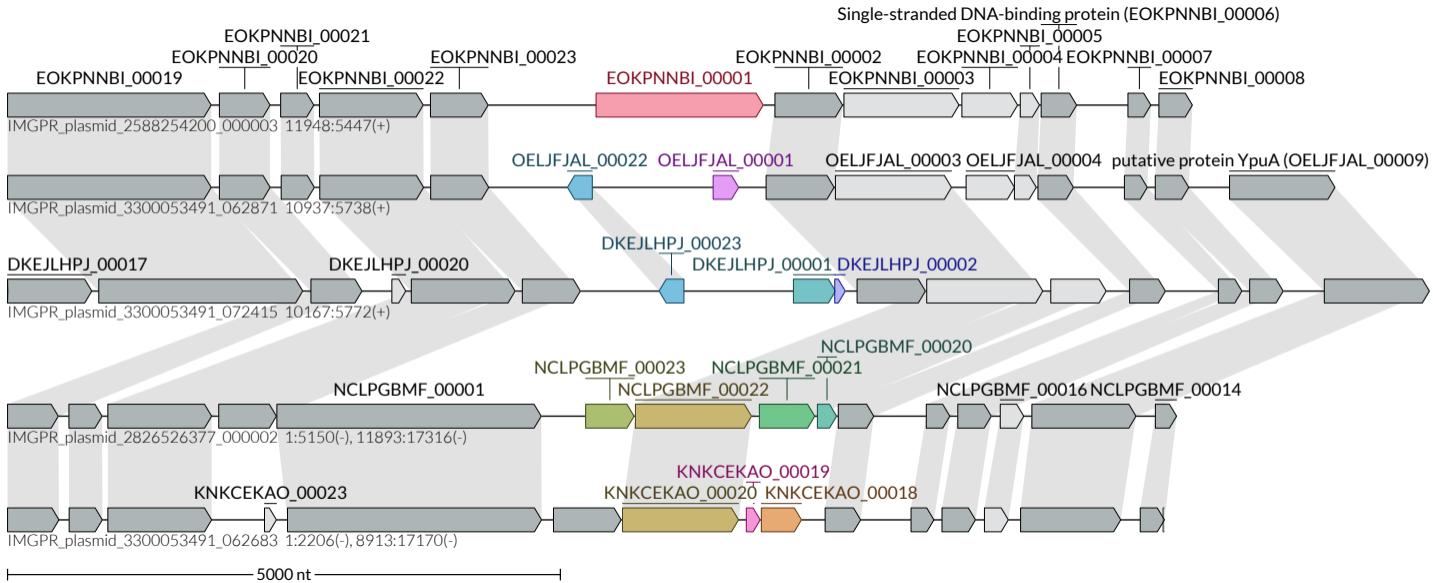 Single-stranded DNA-binding protein (EOKPNNBI_00006)
EOKPNNBI_00021 EOKPNNBI_00005
EOKPNNBI_00020 EOKPNNBI_00023 EOKPNNBI_00002 EOKPNNBI_00004 EOKPNNBI_00007
EOKPNNBI_00019 EOKPNNBI_00022 EOKPNNBI_00001 EOKPNNBI_00003 EOKPNNBI_00008
IMGPR_plasmid_2588254200_000003 11948:5447(+)
OELJFJAL_00022 OELJFJAL_00001 OELJFJAL_00003 OELJFJAL_00004 putative protein YpuA (OELJFJAL_00009)
IMGPR_plasmid_3300053491_062871 10937:5738(+)
DKEJLHPJ_00023
DKEJLHPJ_00017 DKEJLHPJ_00020 DKEJLHPJ_00001 DKEJLHPJ_00002
IMGPR_plasmid_3300053491_072415 10167:5772(+)
NCLPGBMF_00020
NCLPGBMF_00023 NCLPGBMF_00021
NCLPGBMF_00001 NCLPGBMF_00022 NCLPGBMF_00016 NCLPGBMF_00014
IMGPR_plasmid_2826526377_000002 1:5150(-), 11893:17316(-)
KNKCEKAO_00019
KNKCEKAO_00023 KNKCEKAO_00020 KNKCEKAO_00018
IMGPR_plasmid_3300053491_062683 1:2206(-), 8913:17170(-)
5000 nt